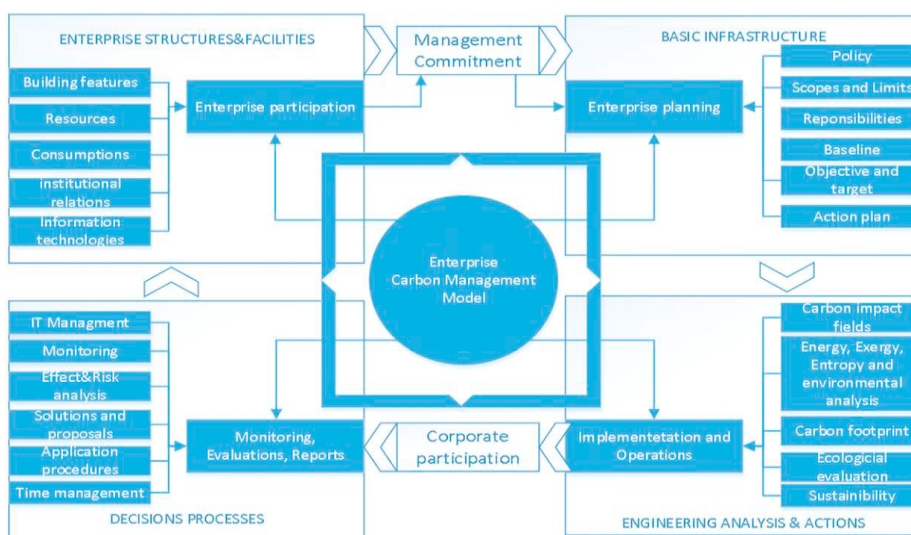 ENTERPRISE STRUCTURES&FACILITIES
Building features
Resources
Consumptions
Institutional
relations
Information
technologies
Enterprise participation
Management
Commitment
BASIC INFRASTRUCTURE
Enterprise planning
Policy
Scopes and Limits
Reponsibilities
Baseline
Objective and
target
Action plan
Enterprise
Carbon Management
Model
IT Managment
Monitoring
Effect&Risk
analysis
Solutions and
proposals
Application
procedures
Time management
Monitoring,
Evaluations, Reports
DECISIONS PROCESSES
Corporate
participation
Implemetetation and
Operations
Carbon impact
fields
Energy, Exergy,
Entropy and
environmental
analysis
Carbon footprint
Ecologicial
evaluation
Sustainibility
ENGINEERING ANALYSIS & ACTIONS